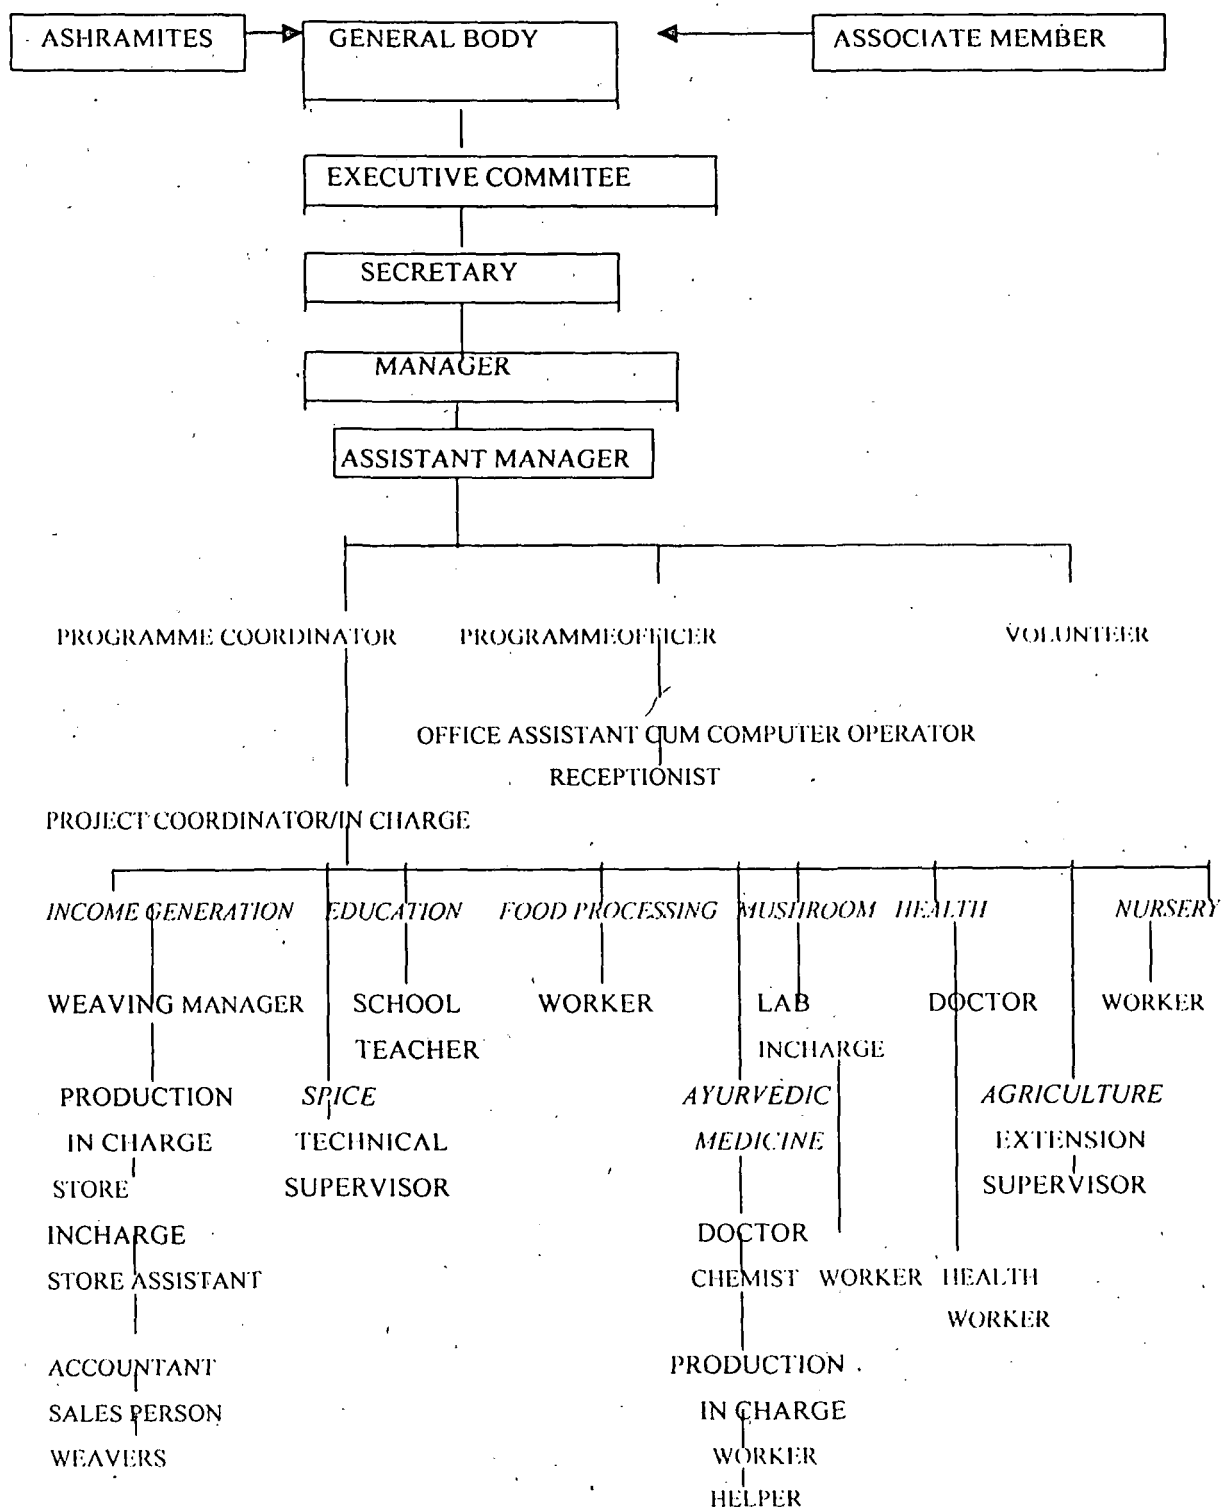 ASHRAMITES GENERAL BODY ASSOCIATE MEMBER
EXECUTIVE COMMITEE
SECRETARY
MANAGER
ASSISTANT MANAGER
PROGRAMME COORDINATOR PROGRAMMEOFFICER VOLUNTEER
OFFICE ASSISTANT CUM COMPUTER OPERATOR
RECEPTIONIST
PROJECT COORDINATOR/IN CHARGE
INCOME GENERATION EDUCATION FOOD PROCESSING MUSHROOM HEALTH NURSERY
WEAVING MANAGER SCHOOL WORKER LAB DOCTOR WORKER
TEACHER INCHARGE
PRODUCTION SPICE AYURVEDIC AGRICULTURE
IN CHARGE TECHNICAL MEDICINE EXTENSION
STORE SUPERVISOR SUPERVISOR
INCHARGE DOCTOR
STORE ASSISTANT CHEMIST WORKER HEALTH
WORKER
ACCOUNTANT PRODUCTION
SALES PERSON IN CHARGE
WEAVERS WORKER
HELPER